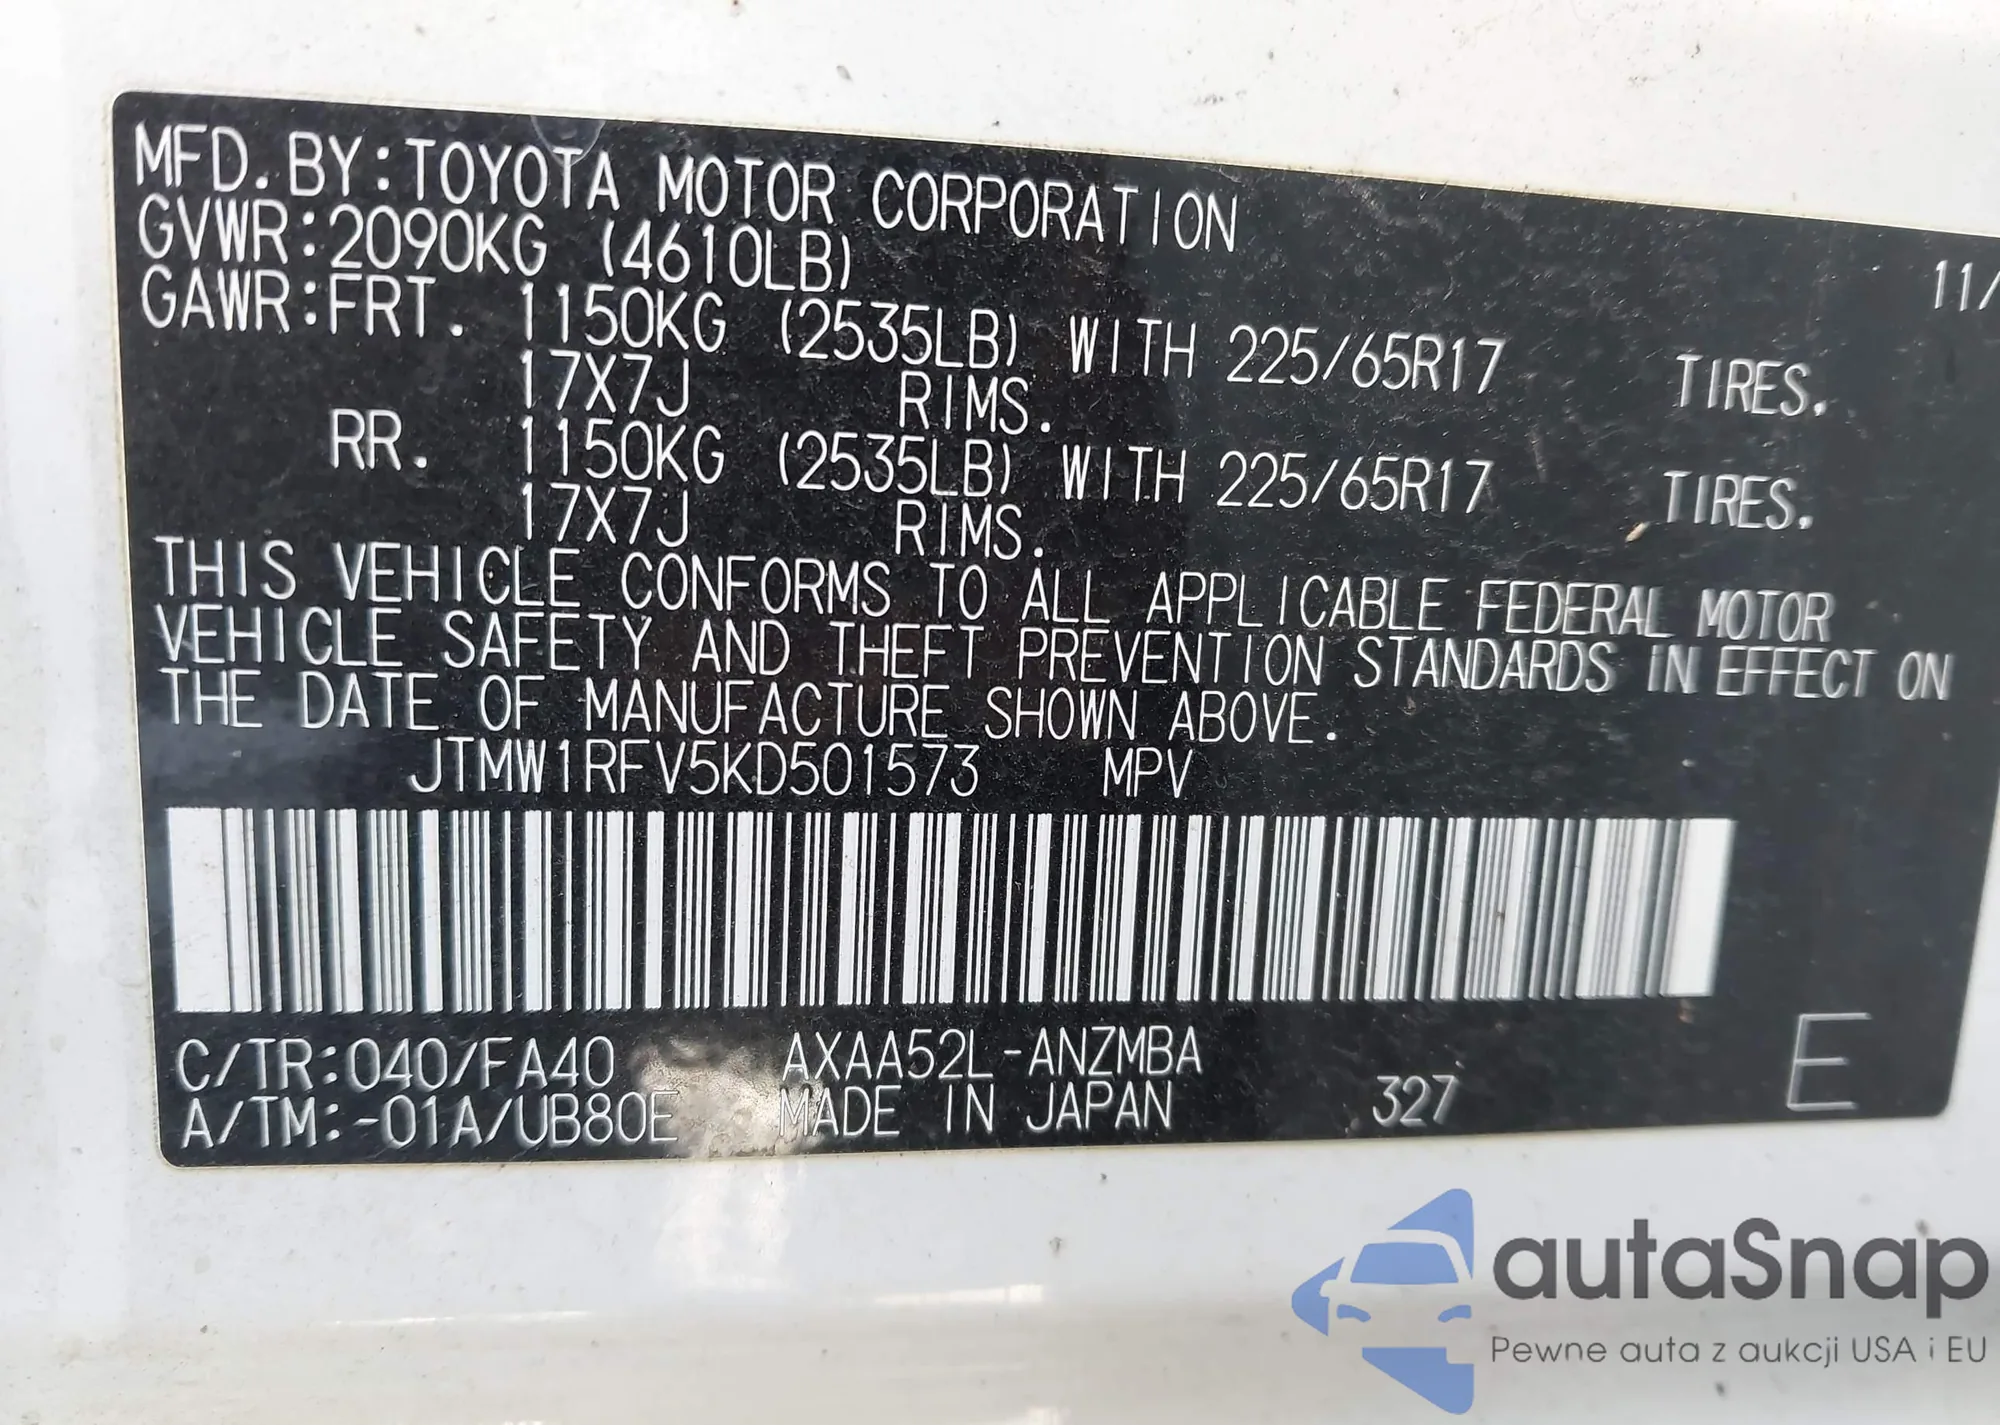 MFD. BY:TOYOTA MOTOR CORPORATION
11/
GVWR:2090KG (4610LB)
GAWR:FRT. 1150KG (2535LB) WITH 225/65R17 TIRES.
17X7J RIMS.
RR. 1150KG (2535LB) WITH 225/65R17 TIRES.
17X7J RIMS.
THIS VEHICLE CONFORMS TO ALL APPLICABLE FEDERAL MOTOR
VEHICLE SAFETY AND THEFT PREVENTION STANDARDS IN EFFECT ON
THE DATE OF MANUFACTURE SHOWN ABOVE.
JTMW1RFV5KD501573 MPV
C/TR:040/FA40 AXAA52L-ANZMBA
A/TM:-01A/UB80E MADE IN JAPAN 327 E
autaSnap
Pewne auta z aukcji USA i EU